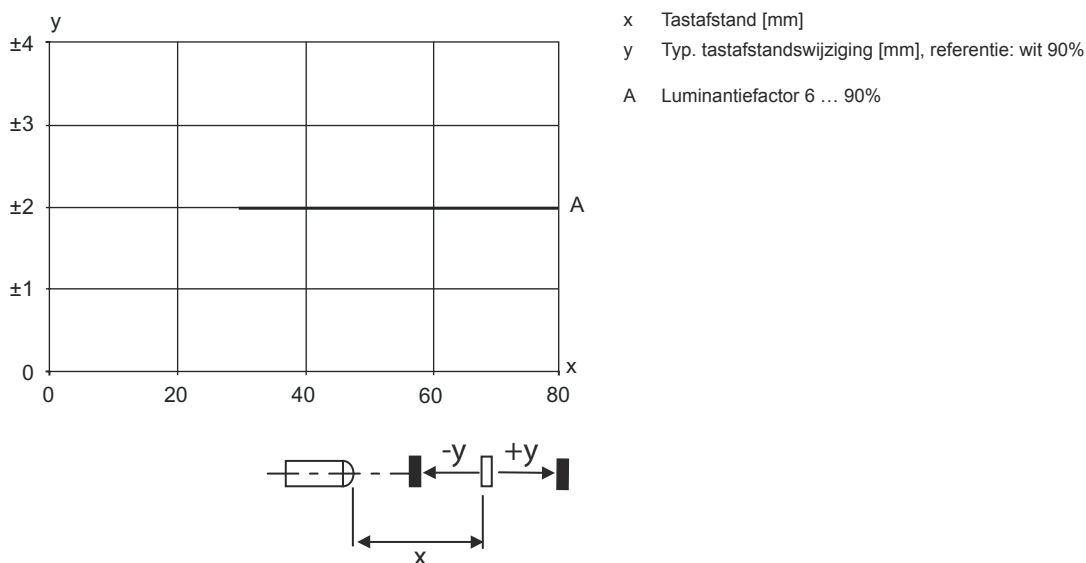 y
±4
±3
±2
±1
0
A
x
0 20 40 60 80
x Tastafstand [mm]
y Typ. tastafstandswijziging [mm], referentie: wit 90%
A Luminantiefactor 6 … 90%
-y +y
x